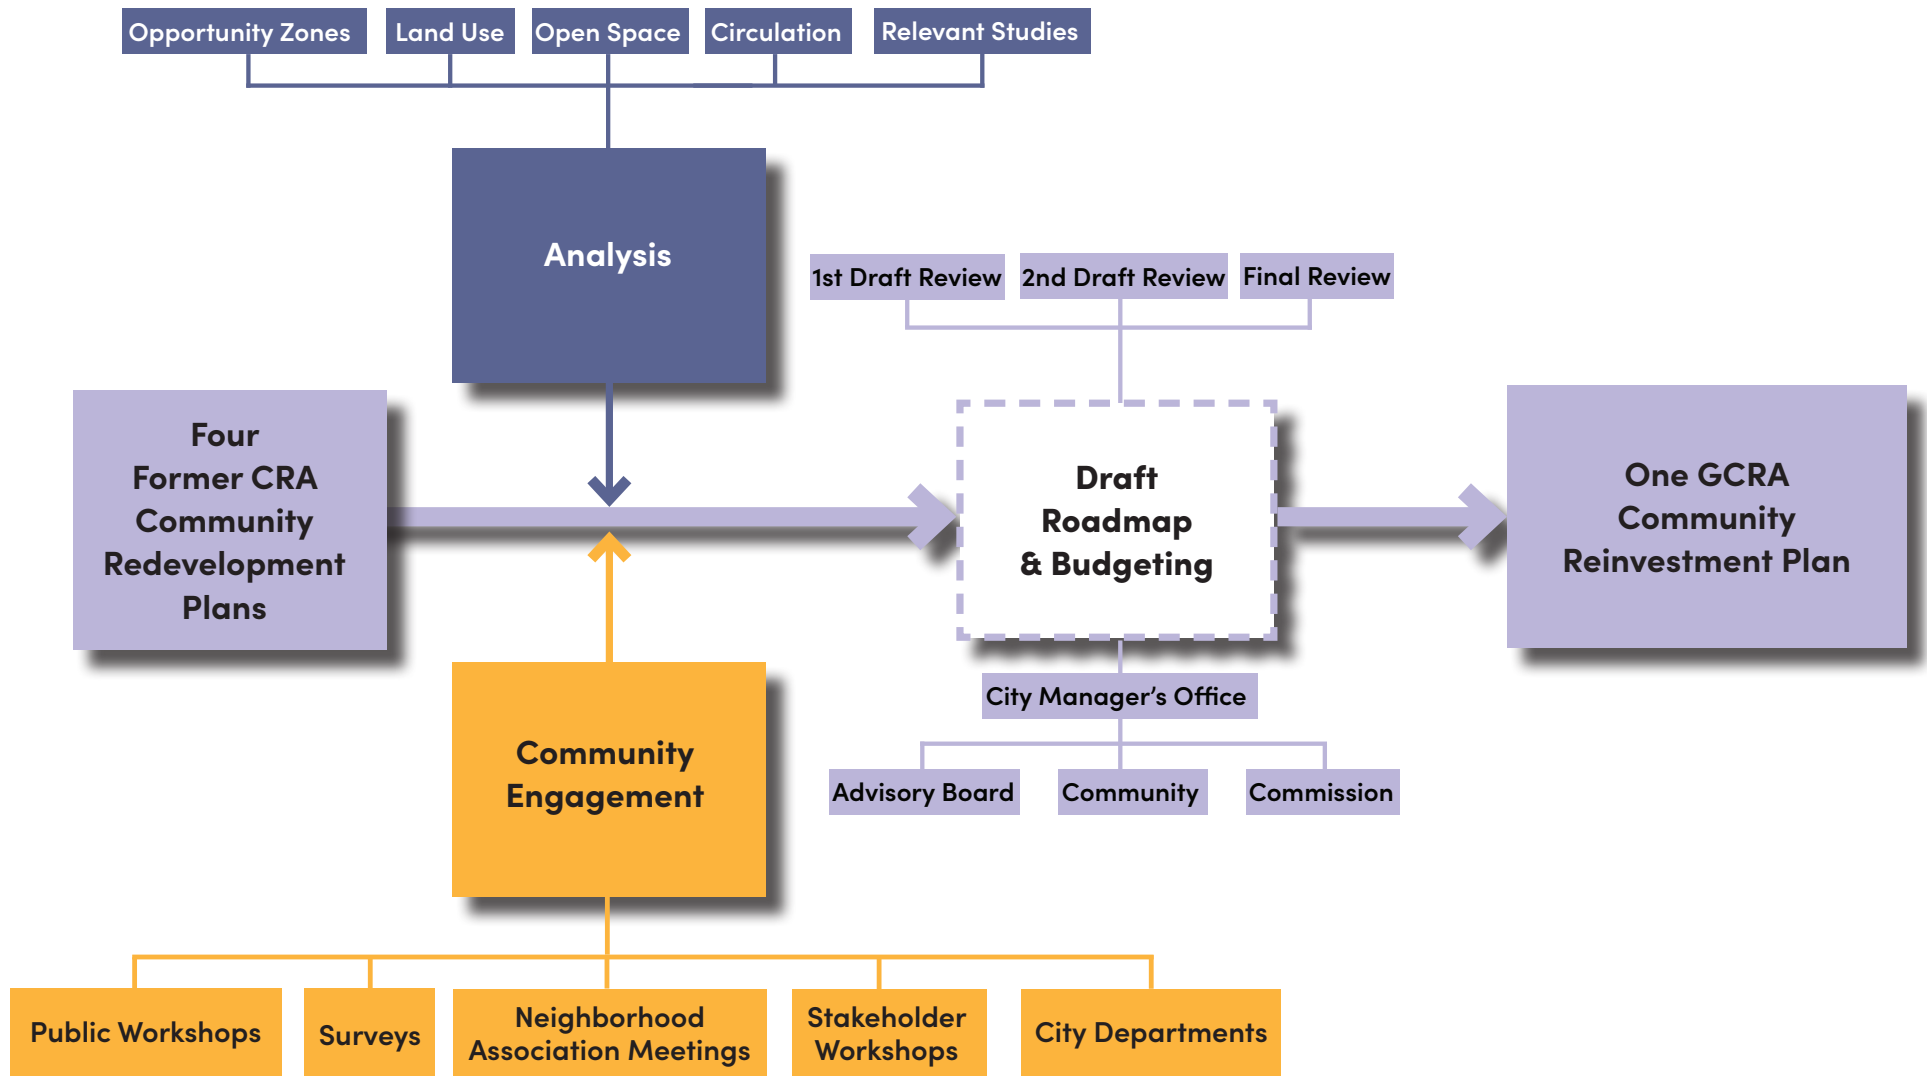 Opportunity Zones
Land Use
Open Space
Circulation
Relevant Studies
Analysis
1st Draft Review
2nd Draft Review
Final Review
Four
Former CRA
Community
Redevelopment
Plans
Draft
Roadmap
& Budgeting
One GCRA
Community
Reinvestment Plan
City Manager’s Office
Advisory Board
Community
Commission
Community
Engagement
Public Workshops
Surveys
Neighborhood
Association Meetings
Stakeholder
Workshops
City Departments